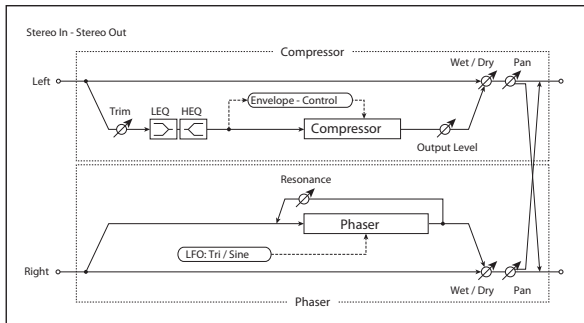 Stereo In - Stereo Out
Compressor
Wet / Dry
Pan
Left
Trim
LEQ
HEQ
Envelope - Control
Compressor
Output Level
Resonance
Phaser
LFO: Tri / Sine
Right
Wet / Dry
Pan
Phaser